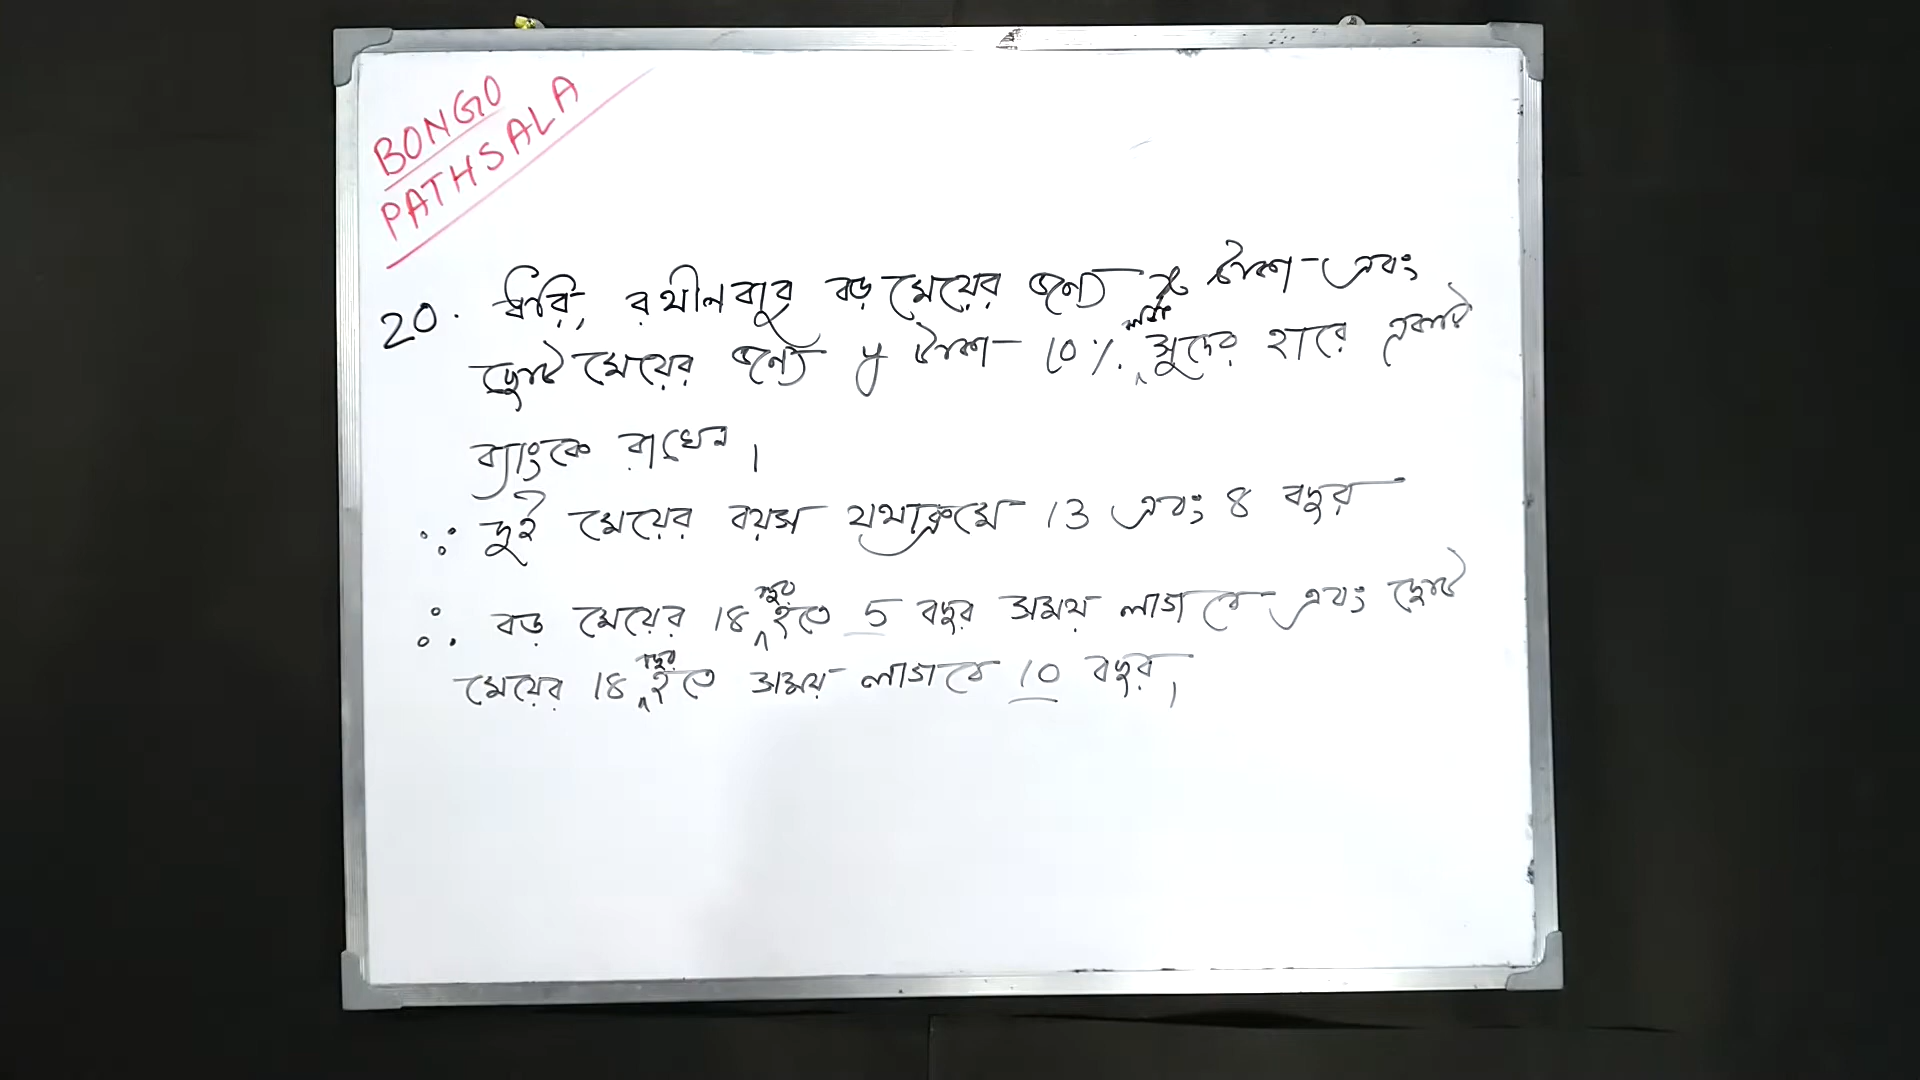 BONGO
PATHSALA
20. ধরি, রথীনবাবুর বড় মেয়ের জন্যে x টাকা এবং
সরল
ছোট মেয়ের জন্যে y টাকা 10% সুদের হারে একটি
ব্যাংকে রাখেন।
∵ দুই মেয়ের বয়স যথাক্রমে 13 এবং 8 বছর
বছর
∴ বড় মেয়ের 18 হতে 5 বছর সময় লাগবে এবং ছোট
বছর
মেয়ের 18 হতে সময় লাগবে 10 বছর।